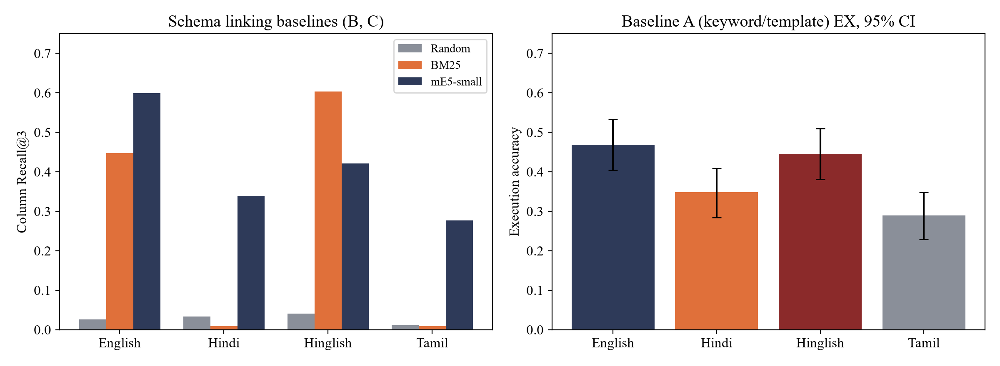 Schema linking baselines (B, C)
Column Recall@3
0.7
0.6
0.5
0.4
0.3
0.2
0.1
0.0
Random
BM25
mE5-small
English Hindi Hinglish Tamil
Baseline A (keyword/template) EX, 95% CI
Execution accuracy
0.7
0.6
0.5
0.4
0.3
0.2
0.1
0.0
English Hindi Hinglish Tamil